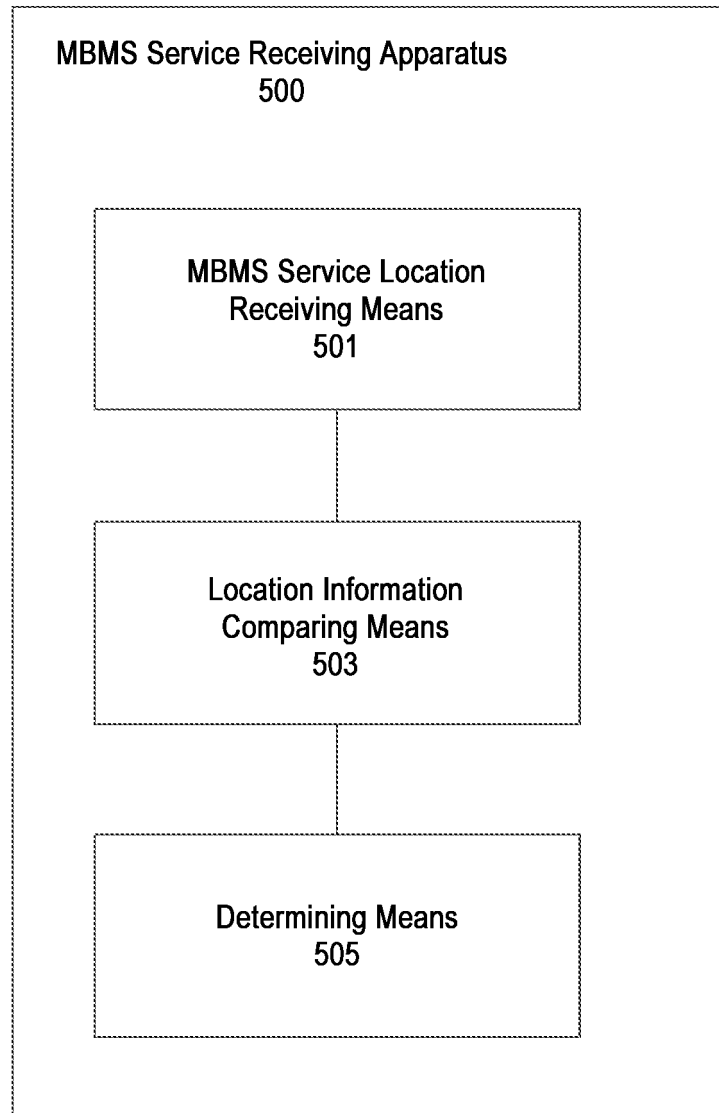 MBMS Service Receiving Apparatus
500
MBMS Service Location
Receiving Means
501
Location Information
Comparing Means
503
Determining Means
505